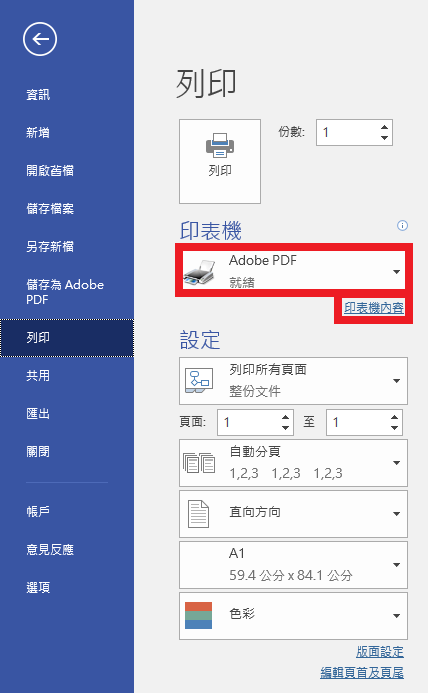 資訊
新增
開啟舊檔
儲存檔案
另存新檔
儲存為 Adobe
PDF
列印
共用
匯出
關閉
帳戶
意見反應
選項
列印
列印
份數: 1
印表機
Adobe PDF
就緒
印表機內容
設定
列印所有頁面
整份文件
頁面: 1 至 1
自動分頁
1,2,3 1,2,3 1,2,3
直向方向
A1
59.4 公分 x 84.1 公分
色彩
版面設定
編輯頁首及頁尾